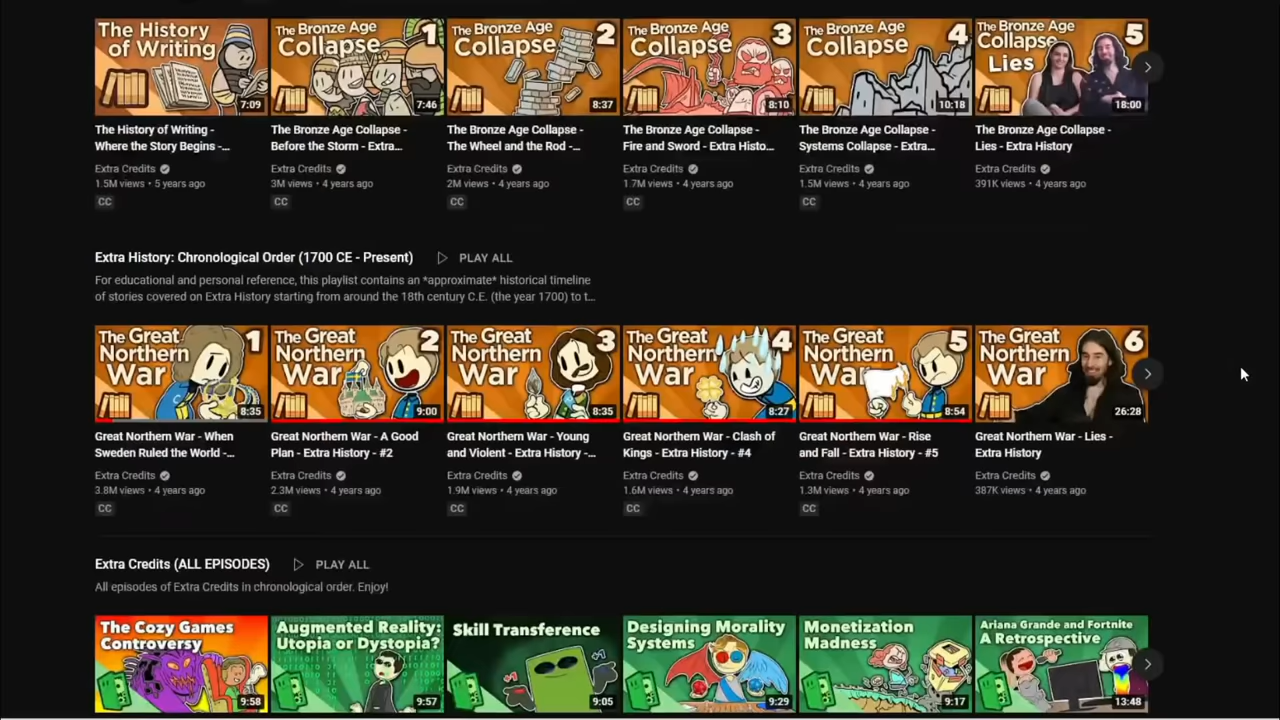 The History of Writing
7:09
The Bronze Age Collapse 1
7:46
The Bronze Age Collapse 2
8:37
The Bronze Age Collapse 3
8:10
The Bronze Age Collapse 4
10:18
The Bronze Age Collapse Lies 5
18:00
The History of Writing -
Where the Story Begins -...
Extra Credits
1.5M views • 5 years ago
CC
The Bronze Age Collapse -
Before the Storm - Extra...
Extra Credits
3M views • 4 years ago
CC
The Bronze Age Collapse -
The Wheel and the Rod -...
Extra Credits
2M views • 4 years ago
CC
The Bronze Age Collapse -
Fire and Sword - Extra Histo...
Extra Credits
1.7M views • 4 years ago
CC
The Bronze Age Collapse -
Systems Collapse - Extra...
Extra Credits
1.5M views • 4 years ago
CC
The Bronze Age Collapse -
Lies - Extra History
Extra Credits
391K views • 4 years ago
Extra History: Chronological Order (1700 CE - Present) PLAY ALL
For educational and personal reference, this playlist contains an *approximate* historical timeline
of stories covered on Extra History starting from around the 18th century C.E. (the year 1700) to t...
The Great Northern War 1
8:35
The Great Northern War 2
9:00
The Great Northern War 3
8:35
The Great Northern War 4
8:27
The Great Northern War 5
8:54
The Great Northern War 6
26:28
Great Northern War - When
Sweden Ruled the World -...
Extra Credits
3.8M views • 4 years ago
CC
Great Northern War - A Good
Plan - Extra History - #2
Extra Credits
2.3M views • 4 years ago
CC
Great Northern War - Young
and Violent - Extra History -...
Extra Credits
1.9M views • 4 years ago
CC
Great Northern War - Clash of
Kings - Extra History - #4
Extra Credits
1.6M views • 4 years ago
CC
Great Northern War - Rise
and Fall - Extra History - #5
Extra Credits
1.3M views • 4 years ago
CC
Great Northern War - Lies -
Extra History
Extra Credits
387K views • 4 years ago
Extra Credits (ALL EPISODES) PLAY ALL
All episodes of Extra Credits in chronological order. Enjoy!
The Cozy Games
Controversy
9:58
Augmented Reality:
Utopia or Dystopia?
9:57
Skill Transference
+1
+1
9:05
Designing Morality
Systems
9:29
Monetization
Madness
9:17
Ariana Grande and Fortnite
A Retrospective
13:48